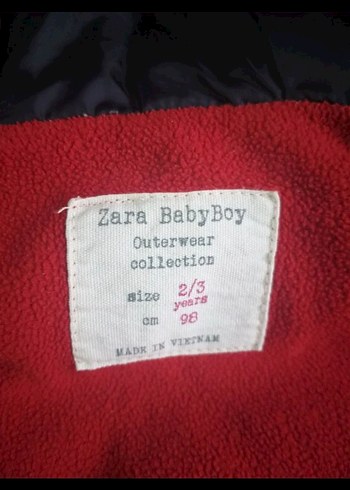 Zara BabyBoy
Outerwear
collection
size 2/3
years
cm 98
MADE IN VIETNAM